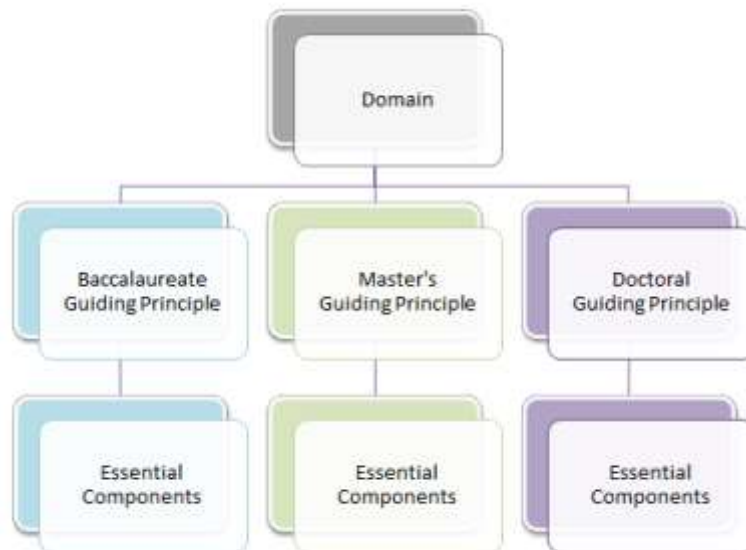 Domain
Baccalaureate
Guiding Principle
Master's
Guiding Principle
Doctoral
Guiding Principle
Essential
Components
Essential
Components
Essential
Components